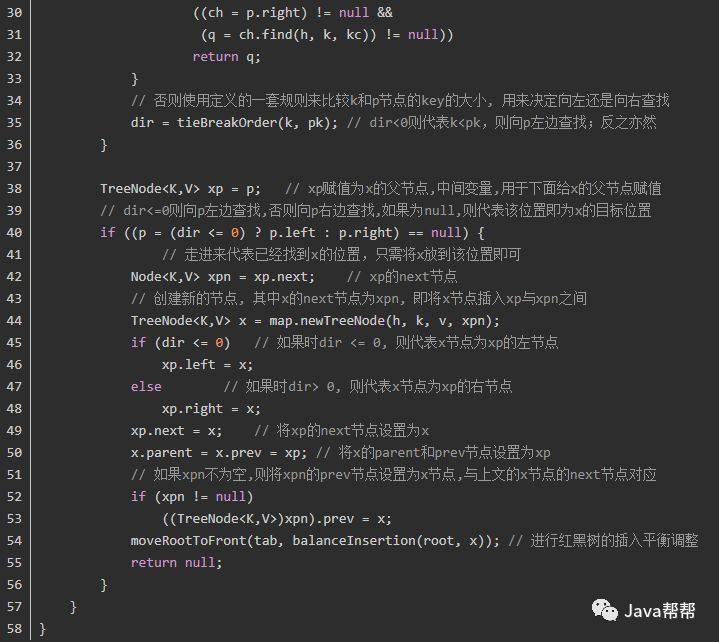 30                     ((ch = p.right) != null &&
31                      (q = ch.find(h, k, kc)) != null))
32                     return q;
33             }
34             // 否则使用定义的一套规则来比较k和p节点的key的大小, 用来决定向左还是向右查找
35             dir = tieBreakOrder(k, pk); // dir<0则代表k<pk，则向p左边查找；反之亦然
36         }
37
38         TreeNode<K,V> xp = p;   // xp赋值为x的父节点,中间变量,用于下面给x的父节点赋值
39         // dir<=0则向p左边查找,否则向p右边查找,如果为null,则代表该位置即为x的目标位置
40         if ((p = (dir <= 0) ? p.left : p.right) == null) {
41                 // 走进来代表已经找到x的位置，只需将x放到该位置即可
42             Node<K,V> xpn = xp.next;    // xp的next节点
43             // 创建新的节点, 其中x的next节点为xpn, 即将x节点插入xp与xpn之间
44             TreeNode<K,V> x = map.newTreeNode(h, k, v, xpn);
45             if (dir <= 0)   // 如果时dir <= 0, 则代表x节点为xp的左节点
46                 xp.left = x;
47             else        // 如果时dir> 0, 则代表x节点为xp的右节点
48                 xp.right = x;
49             xp.next = x;    // 将xp的next节点设置为x
50             x.parent = x.prev = xp; // 将x的parent和prev节点设置为xp
51             // 如果xpn不为空,则将xpn的prev节点设置为x节点,与上文的x节点的next节点对应
52             if (xpn != null)
53                 ((TreeNode<K,V>)xpn).prev = x;
54             moveRootToFront(tab, balanceInsertion(root, x)); // 进行红黑树的插入平衡调整
55             return null;
56         }
57     }
58 }
Java帮帮